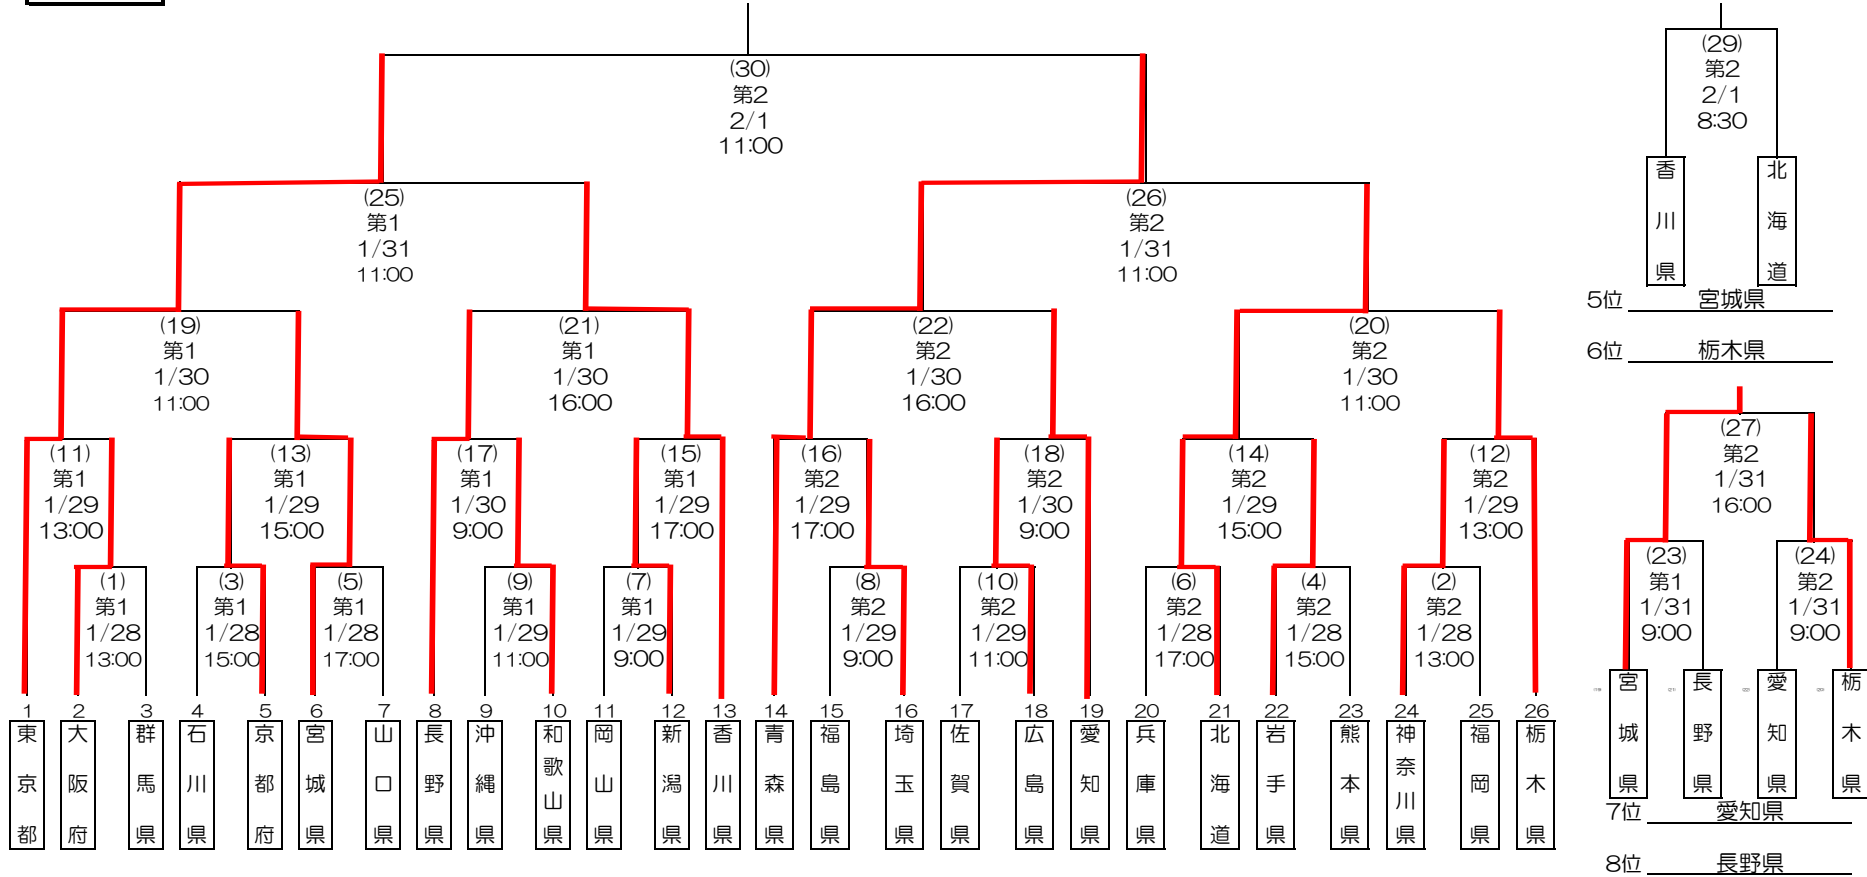 (30)
第2
2/1
11:00
(29)
第2
2/1
8:30
香川県
北海道
(25)
第1
1/31
11:00
(26)
第2
1/31
11:00
5位 宮城県
6位 栃木県
(19)
第1
1/30
11:00
(21)
第1
1/30
16:00
(22)
第2
1/30
16:00
(20)
第2
1/30
11:00
(11)
第1
1/29
13:00
(13)
第1
1/29
15:00
(17)
第1
1/30
9:00
(15)
第1
1/29
17:00
(16)
第2
1/29
17:00
(18)
第2
1/30
9:00
(14)
第2
1/29
15:00
(12)
第2
1/29
13:00
(27)
第2
1/31
16:00
(1)
第1
1/28
13:00
(3)
第1
1/28
15:00
(5)
第1
1/28
17:00
(9)
第1
1/29
11:00
(7)
第1
1/29
9:00
(8)
第2
1/29
9:00
(10)
第2
1/29
11:00
(6)
第2
1/28
17:00
(4)
第2
1/28
15:00
(2)
第2
1/28
13:00
(23)
第1
1/31
9:00
(24)
第2
1/31
9:00
1 東京都
2 大阪府
3 群馬県
4 石川県
5 京都府
6 宮城県
7 山口県
8 長野県
9 沖縄県
10 和歌山県
11 岡山県
12 新潟県
13 香川県
14 青森県
15 福島県
16 埼玉県
17 佐賀県
18 広島県
19 愛知県
20 兵庫県
21 北海道
22 岩手県
23 熊本県
24 神奈川県
25 福岡県
26 栃木県
宮城県
長野県
愛知県
栃木県
7位 愛知県
8位 長野県